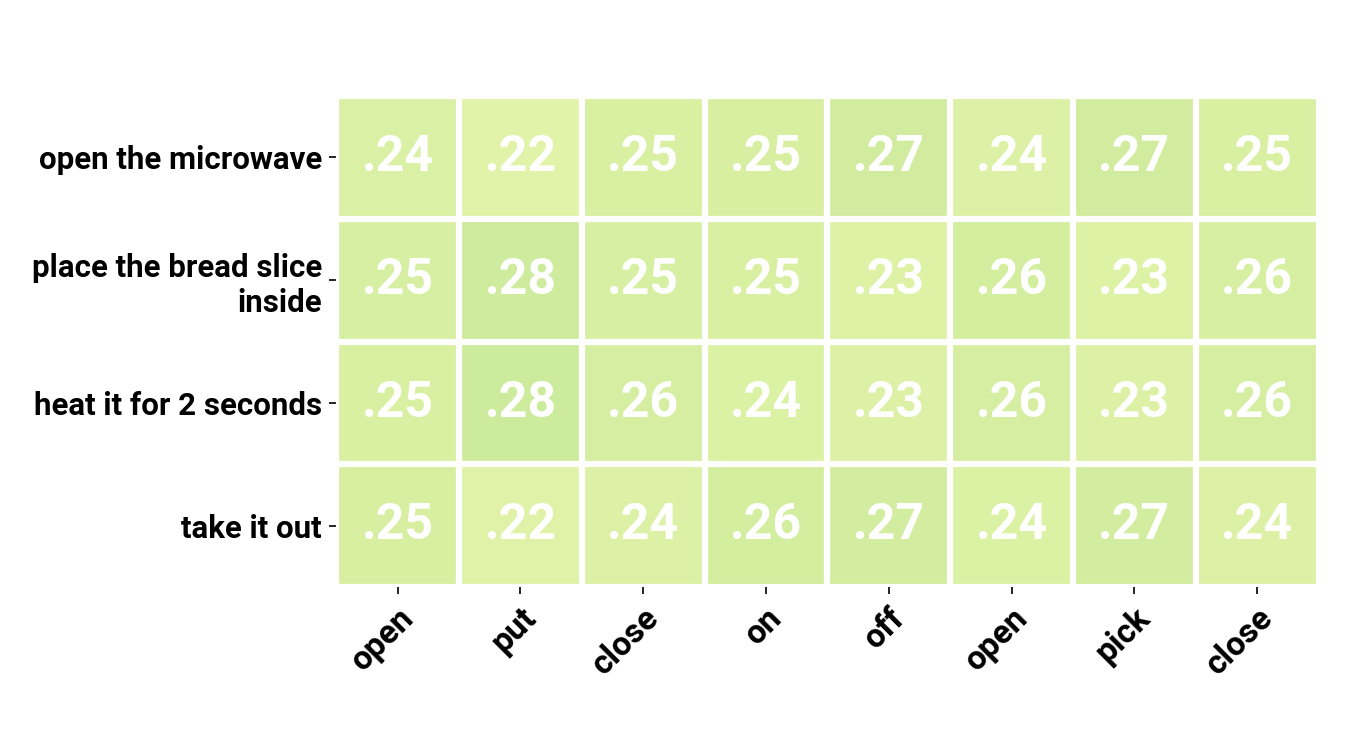 open the microwave .24 .22 .25 .25 .27 .24 .27 .25
place the bread slice
inside .25 .28 .25 .25 .23 .26 .23 .26
heat it for 2 seconds .25 .28 .26 .24 .23 .26 .23 .26
take it out .25 .22 .24 .26 .27 .24 .27 .24
open put close on off open pick close